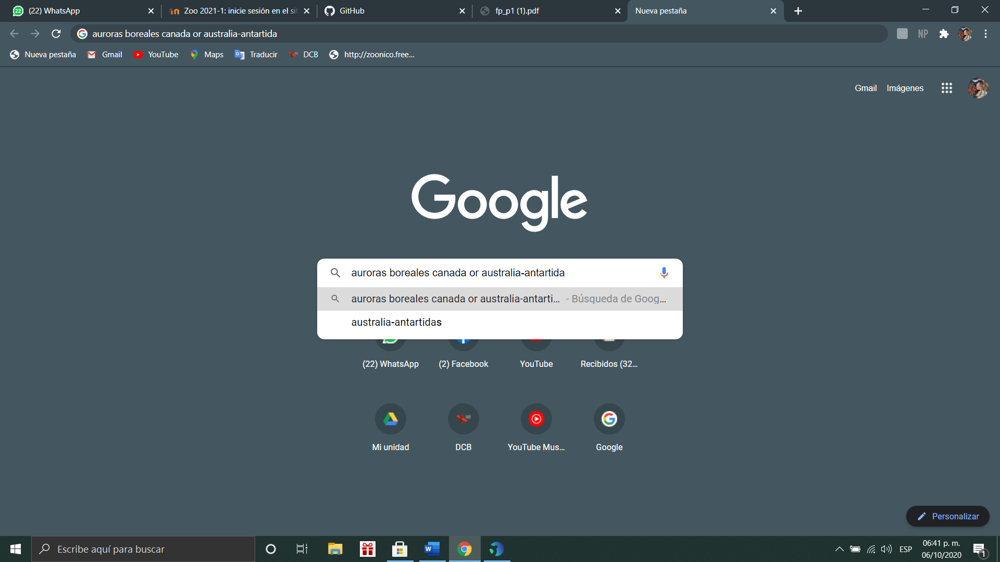 (22) WhatsApp
Zoo 2021-1: inicie sesión en el si
GitHub
fp_p1 (1).pdf
Nueva pestaña
auroras boreales canada or australia-antartida
NP
Nueva pestaña
Gmail
YouTube
Maps
Traducir
DCB
http://zoonico.free...
Gmail
Imágenes
Google
auroras boreales canada or australia-antartida
auroras boreales canada or australia-antarti... - Búsqueda de Goog...
australia-antartidas
(22) WhatsApp
(2) Facebook
YouTube
Recibidos (32...
Mi unidad
DCB
YouTube Mus...
Google
Personalizar
Escribe aquí para buscar
ESP
06:41 p. m.
06/10/2020
1